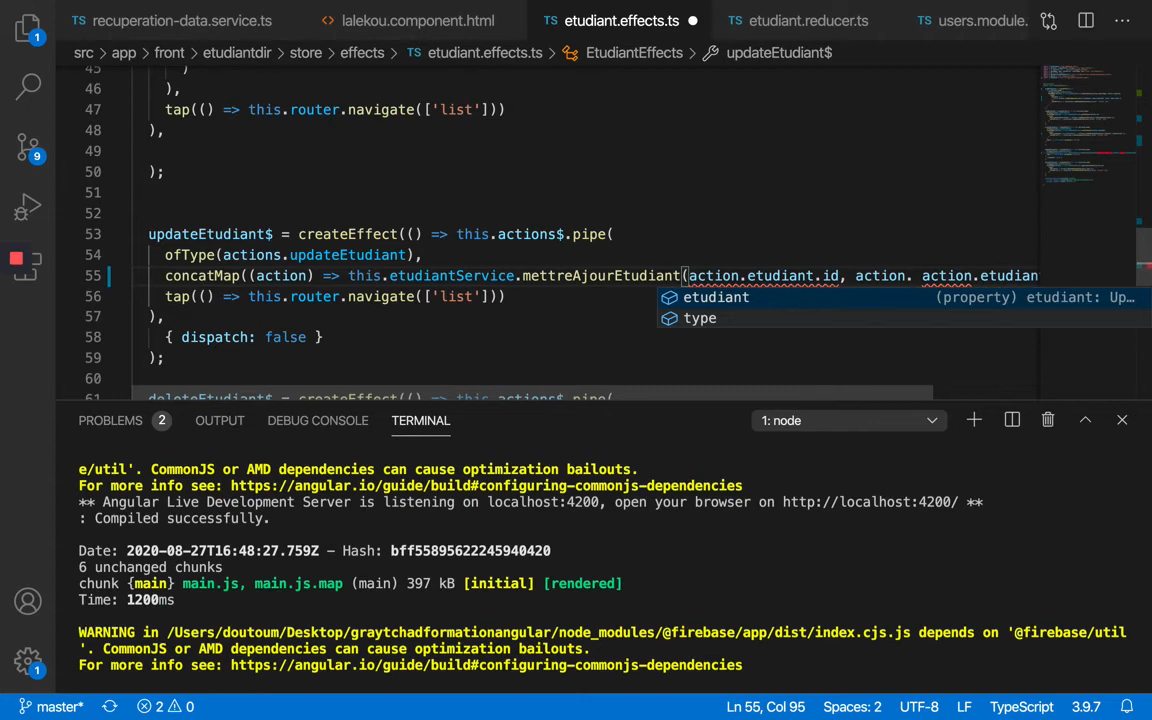 1
TS recuperation-data.service.ts <> lalekou.component.html TS etudiant.effects.ts TS etudiant.reducer.ts TS users.module.
src > app > front > etudiantdir > store > effects > TS etudiant.effects.ts > EtudiantEffects > updateEtudiant$
45 )
46 ),
47 tap(() => this.router.navigate(['list']))
48 ),
49
50 );
51
52
53 updateEtudiant$ = createEffect(() => this.actions$.pipe(
54 ofType(actions.updateEtudiant),
55 concatMap((action) => this.etudiantService.mettreAjourEtudiant(action.etudiant.id, action. action.etudian
etudiant (property) etudiant: Up...
56 tap(() => this.router.navigate(['list']))
type
57 ),
58 { dispatch: false }
59 );
60
61 deleteEtudiant$ = createEffect(() => this.actions$.pipe(
9
PROBLEMS 2 OUTPUT DEBUG CONSOLE TERMINAL 1: node
e/util'. CommonJS or AMD dependencies can cause optimization bailouts.
For more info see: https://angular.io/guide/build#configuring-commonjs-dependencies
** Angular Live Development Server is listening on localhost:4200, open your browser on http://localhost:4200/ **
: Compiled successfully.
Date: 2020-08-27T16:48:27.759Z - Hash: bff55895622245940420
6 unchanged chunks
chunk {main} main.js, main.js.map (main) 397 kB [initial] [rendered]
Time: 1200ms
WARNING in /Users/doutoum/Desktop/graytchadformationangular/node_modules/@firebase/app/dist/index.cjs.js depends on '@firebase/util
'. CommonJS or AMD dependencies can cause optimization bailouts.
For more info see: https://angular.io/guide/build#configuring-commonjs-dependencies
1
master* 2 0 Ln 55, Col 95 Spaces: 2 UTF-8 LF TypeScript 3.9.7